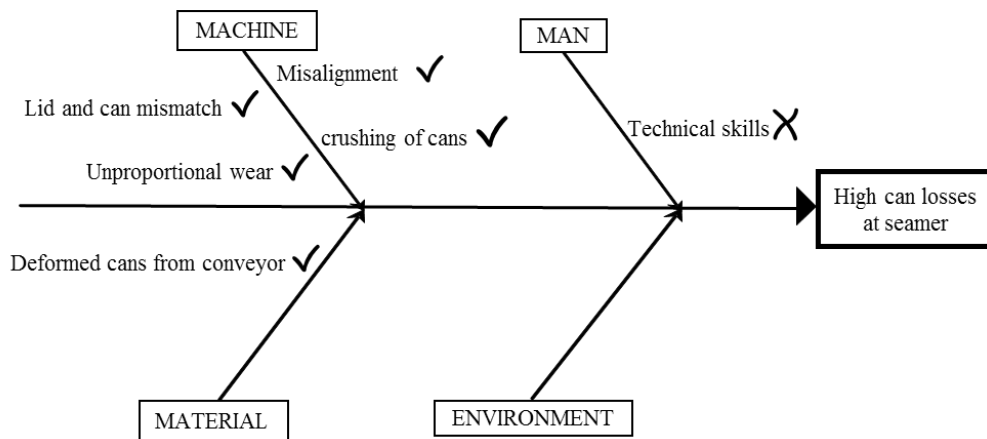 MACHINE
MAN
Misalignment ✓
Lid and can mismatch ✓
crushing of cans ✓
Technical skills ✗
Unproportional wear ✓
High can losses
at seamer
Deformed cans from conveyor ✓
MATERIAL
ENVIRONMENT